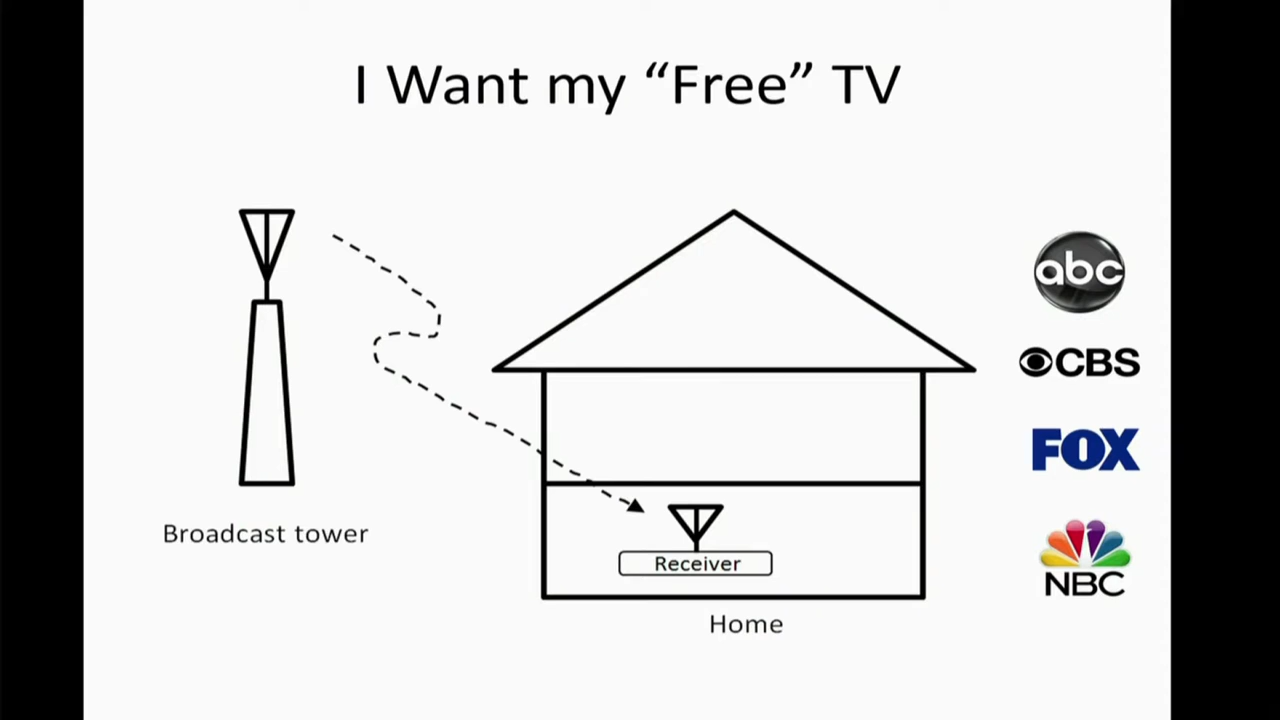 I Want my “Free” TV
abc
CBS
FOX
NBC
Broadcast tower
Receiver
Home